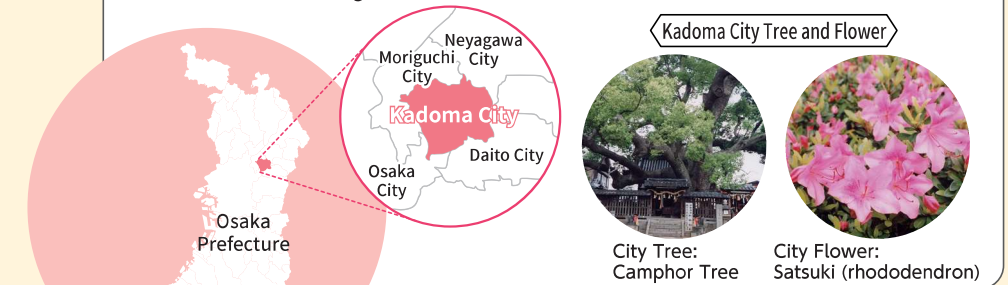 Neyagawa
City
Moriguchi
City
Kadoma City
Daito City
Osaka
City
Osaka
Prefecture
Kadoma City Tree and Flower
City Tree:
Camphor Tree
City Flower:
Satsuki (rhododendron)